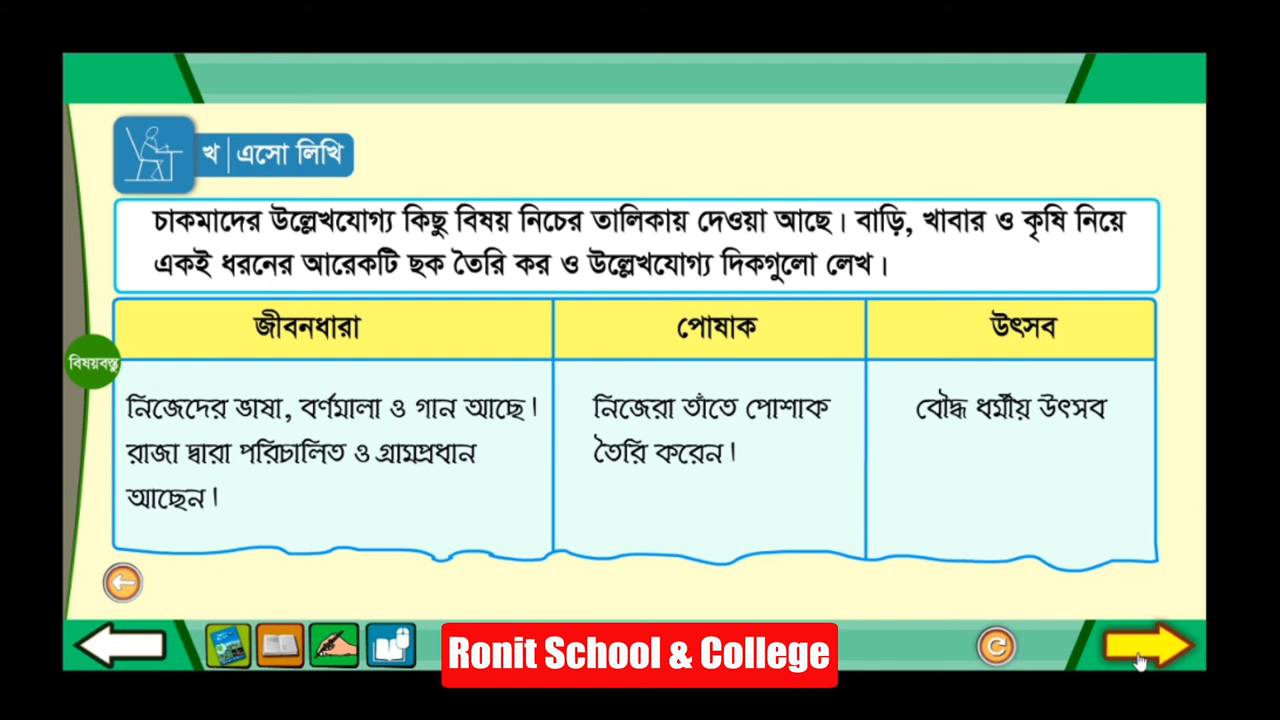 খ | এসো লিখি
চাকমাদের উল্লেখযোগ্য কিছু বিষয় নিচের তালিকায় দেওয়া আছে। বাড়ি, খাবার ও কৃষি নিয়ে
একই ধরনের আরেকটি ছক তৈরি কর ও উল্লেখযোগ্য দিকগুলো লেখ।
জীবনধারা
পোষাক
উৎসব
বিষয়বস্তু
নিজেদের ভাষা, বর্ণমালা ও গান আছে।
রাজা দ্বারা পরিচালিত ও গ্রামপ্রধান
আছেন।
নিজেরা তাঁতে পোশাক
তৈরি করেন।
বৌদ্ধ ধর্মীয় উৎসব
Ronit School & College